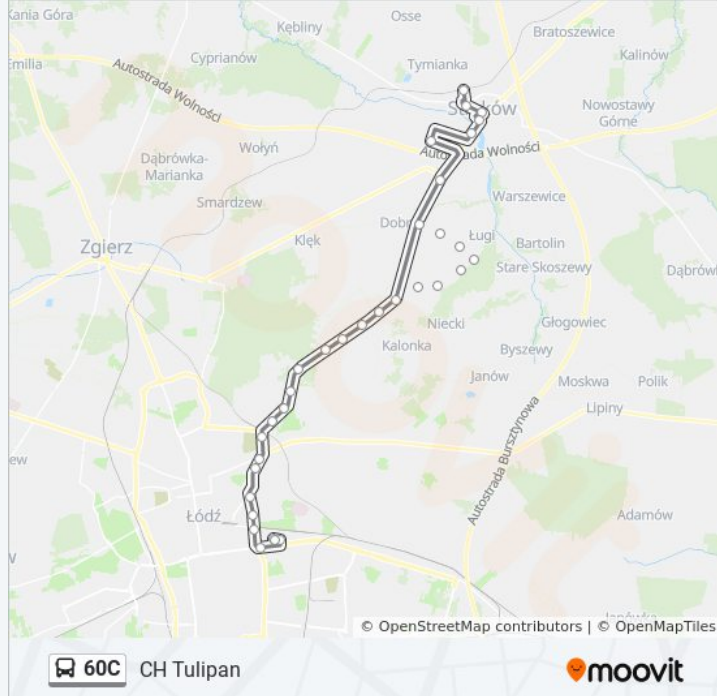 Kania Góra
Osse
Kębliny
Bratoszewice
Emilia
Cyprianów
Tymianka
Kalinów
Autostrada Wolności
Nowostawy
Górne
Wołyń
Autostrada Wolności
Dąbrówka-
Marianka
Smardzew
Warszewice
Zgierz
Klęk
Ługi
Bartolin
Stare Skoszewy
Dąbrówk
Niecki
Głogowiec
Kalonka
Byszewy
Janów
Moskwa
Polik
Lipiny
Autostrada Bursztynowa
Łódź
Adamów
© OpenStreetMap contributors | © OpenMapTiles
60C
CH Tulipan
moovit